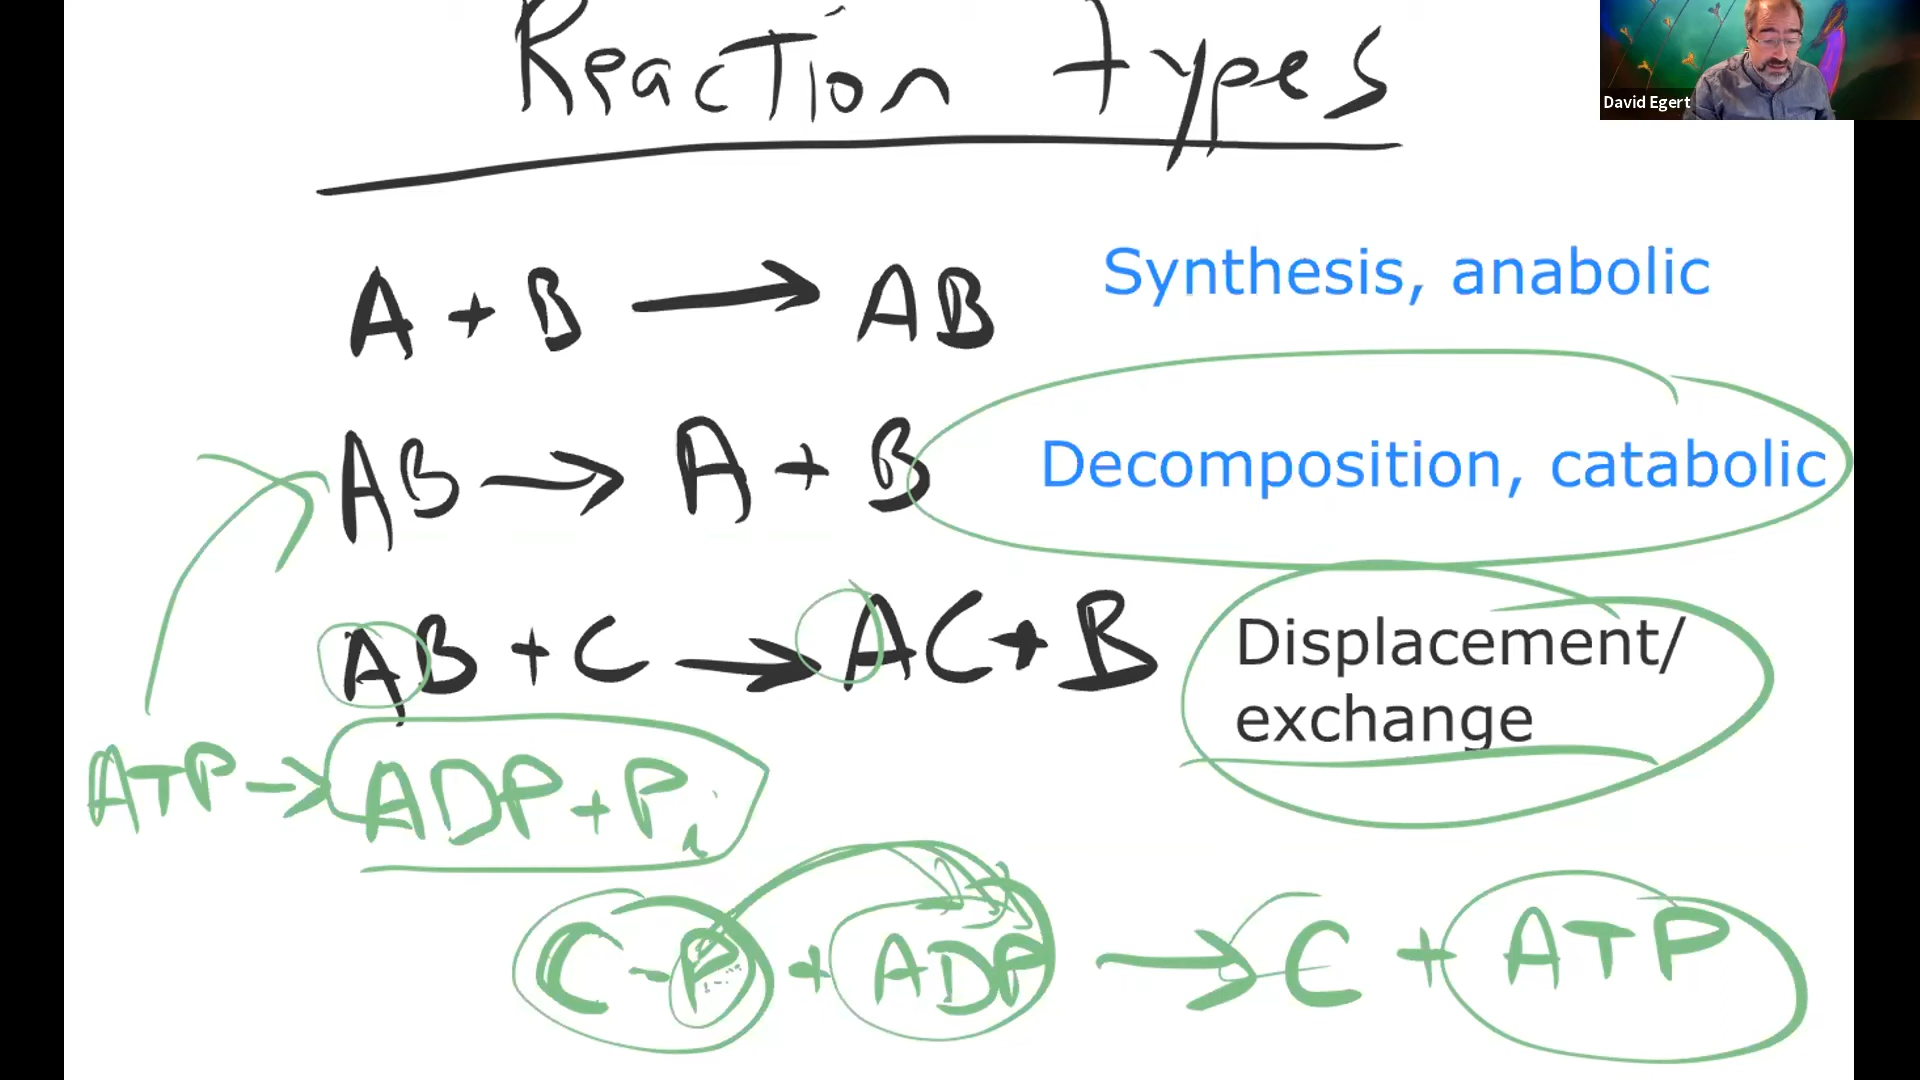 Reaction types
David Egert
A + B → AB
Synthesis, anabolic
AB → A + B
Decomposition, catabolic
AB + C → AC + B
Displacement/
exchange
ATP → ADP + Pi
C - P + ADP → C + ATP